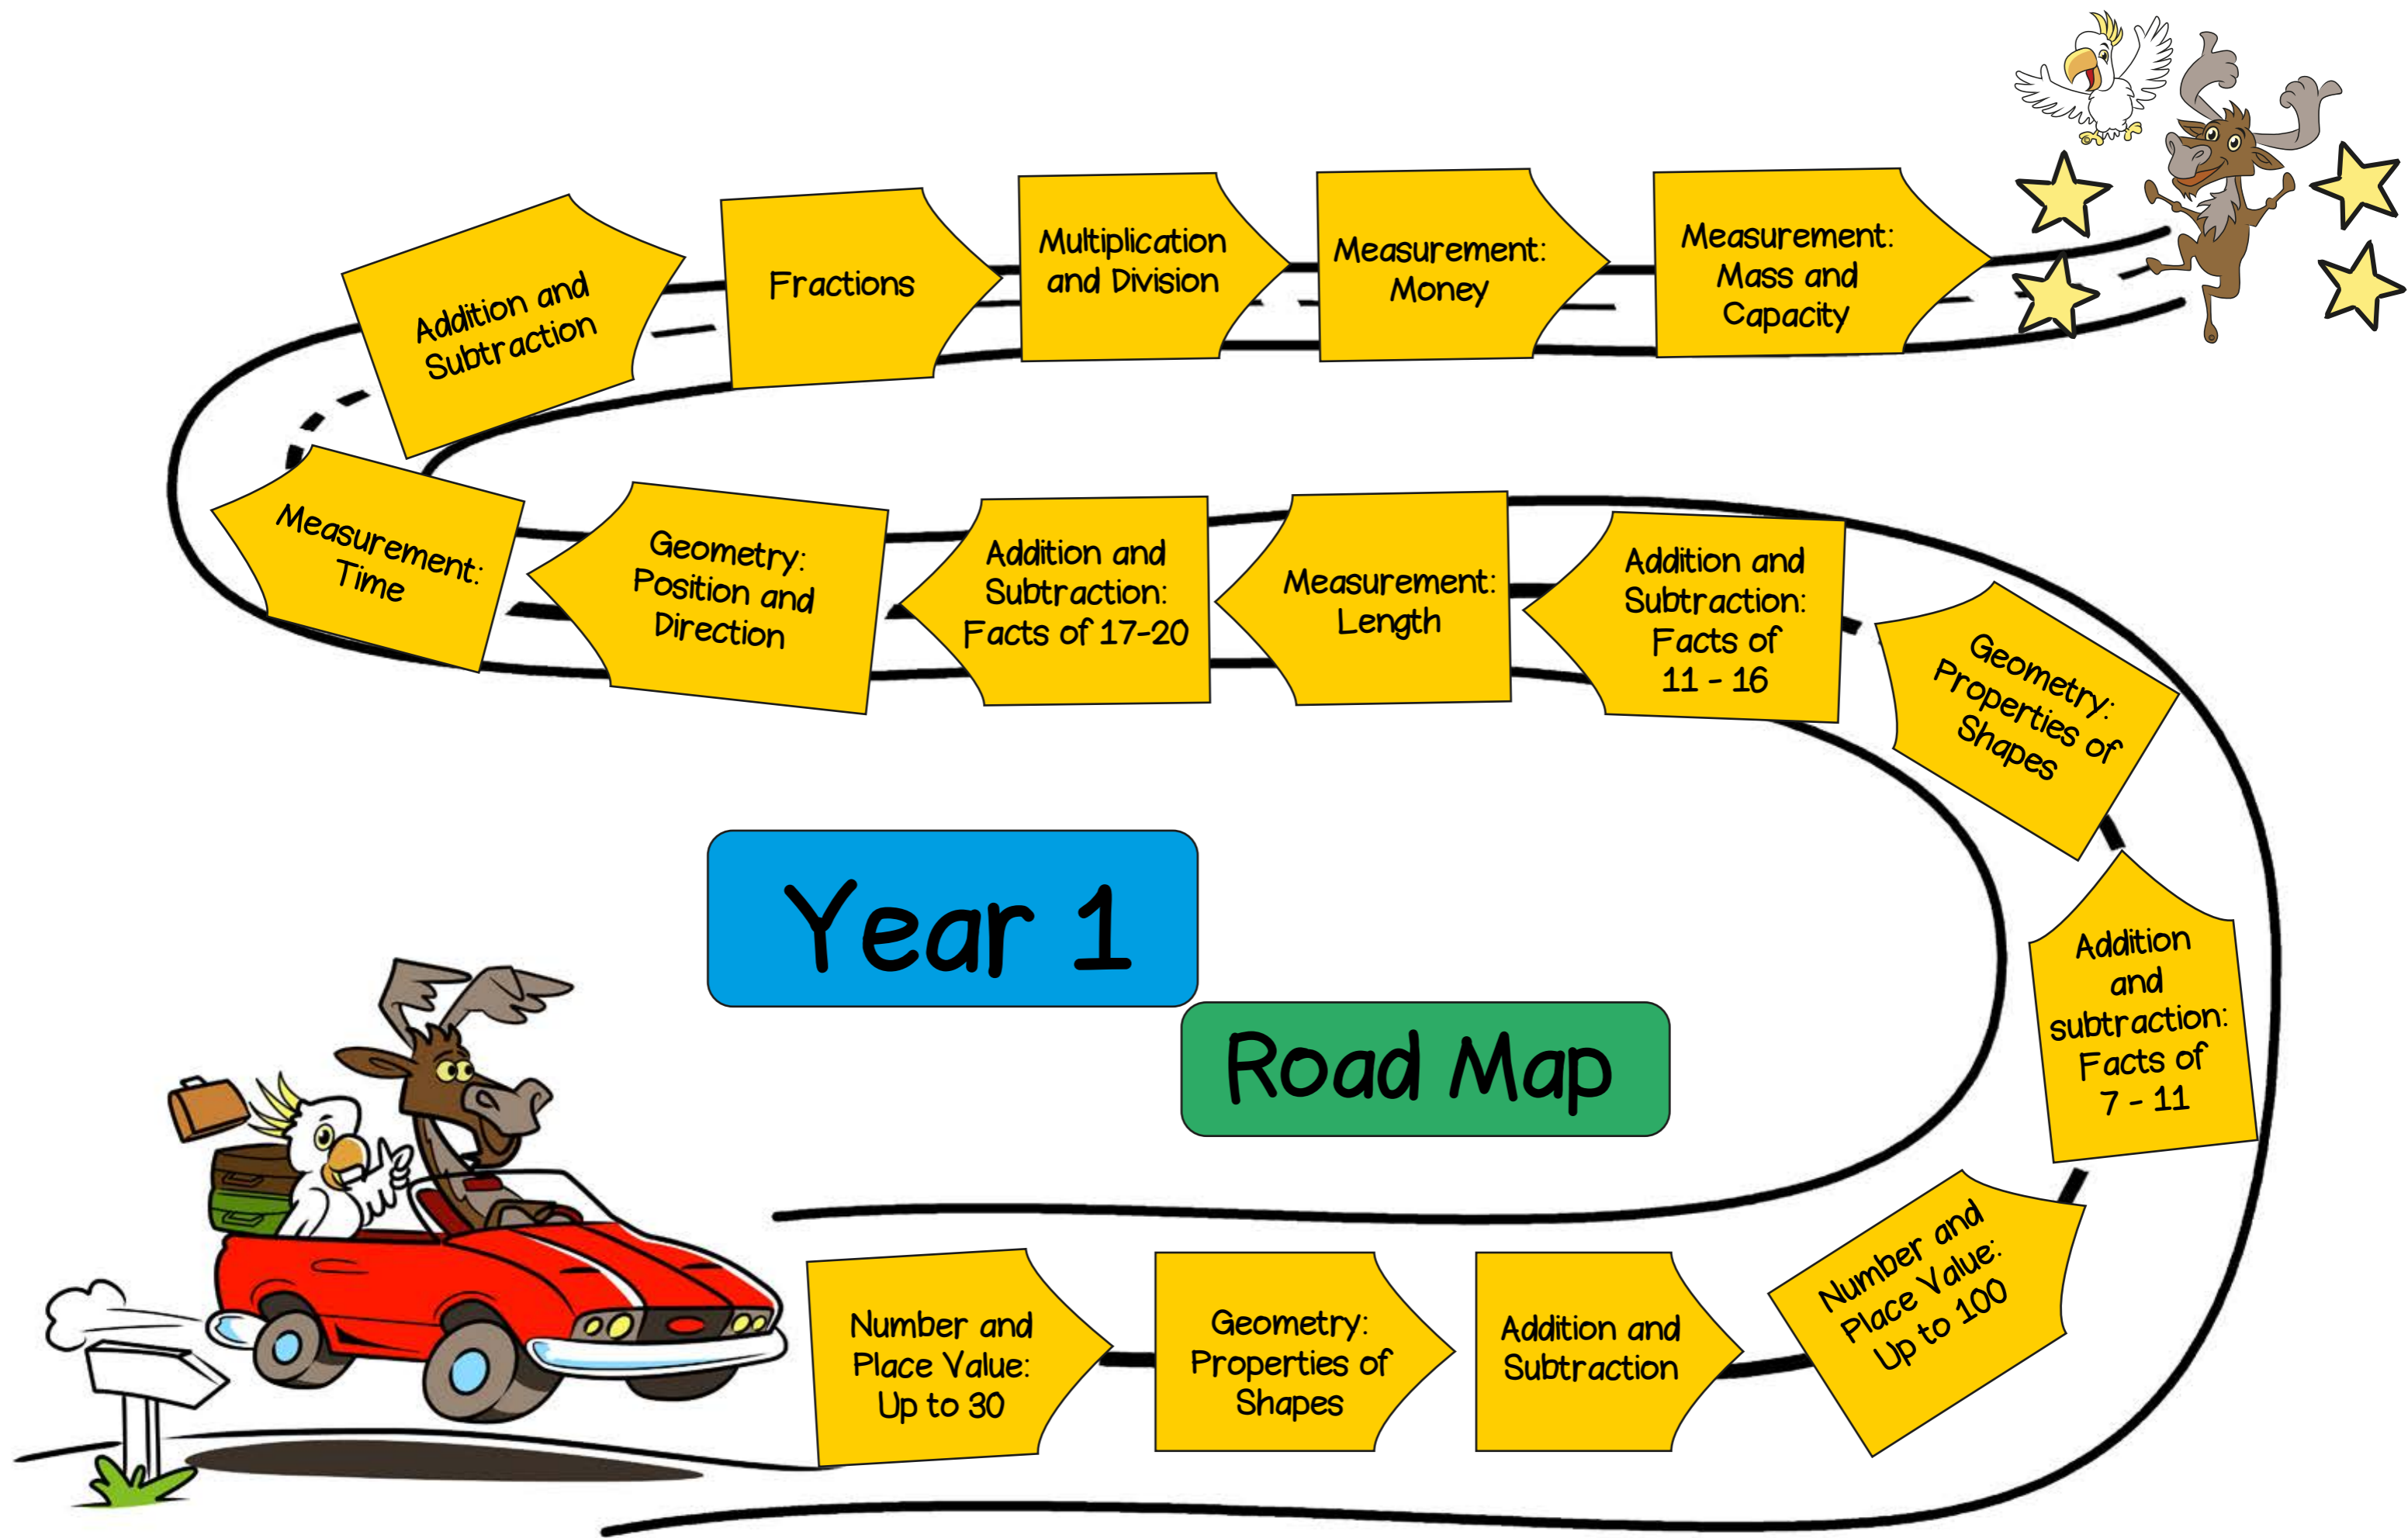 Addition and
Subtraction
Fractions
Multiplication
and Division
Measurement:
Money
Measurement:
Mass and
Capacity
Measurement:
Time
Geometry:
Position and
Direction
Addition and
Subtraction:
Facts of 17-20
Measurement:
Length
Addition and
Subtraction:
Facts of
11 - 16
Geometry:
Properties of
Shapes
Year 1
Road Map
Addition
and
subtraction:
Facts of
7 - 11
Number and
Place Value:
Up to 30
Geometry:
Properties of
Shapes
Addition and
Subtraction
Number and
Place Value:
Up to 100